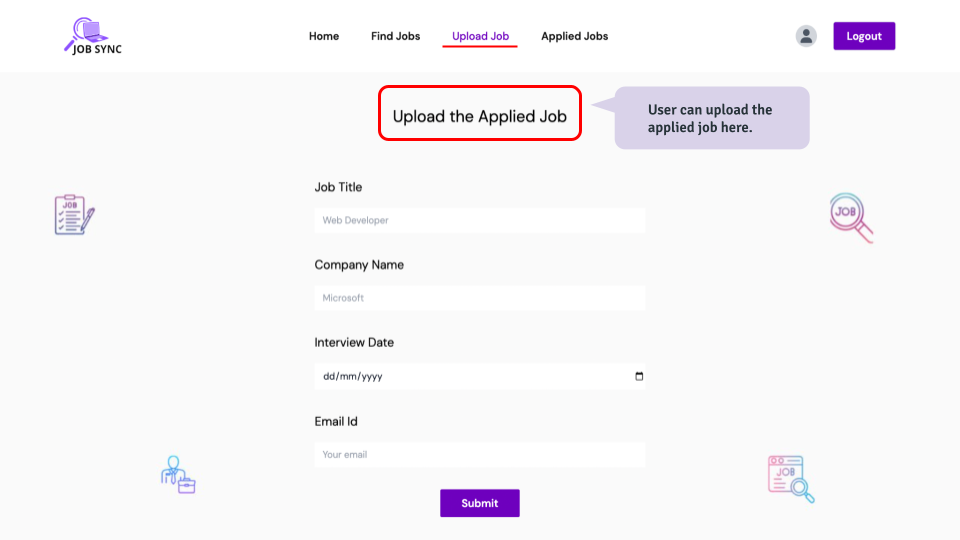 JOB SYNC
Home
Find Jobs
Upload Job
Applied Jobs
Logout
Upload the Applied Job
User can upload the
applied job here.
Job Title
JOB
JOB
Web Developer
Company Name
Microsoft
Interview Date
dd/mm/yyyy
Email Id
Your email
JOB
Submit